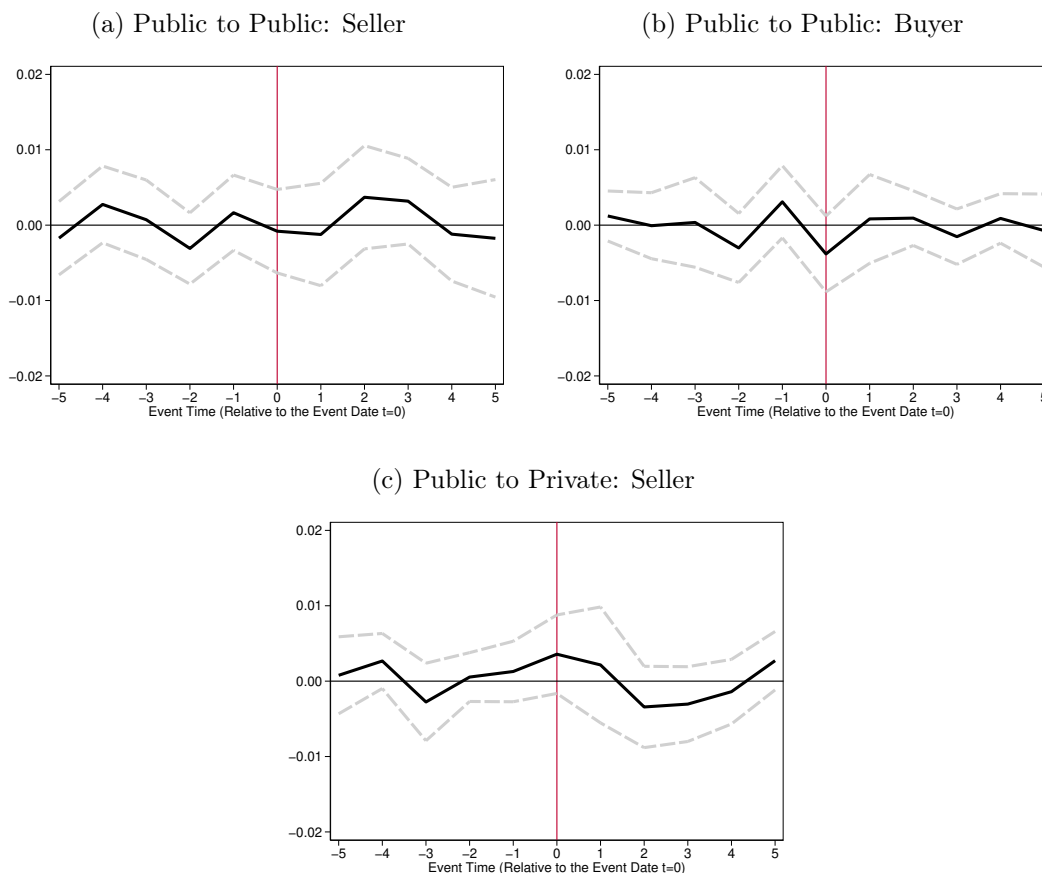 (a) Public to Public: Seller
0.02
0.01
0.00
−0.01
−0.02
−5 −4 −3 −2 −1 0 1 2 3 4 5
Event Time (Relative to the Event Date t=0)
(b) Public to Public: Buyer
0.02
0.01
0.00
−0.01
−0.02
−5 −4 −3 −2 −1 0 1 2 3 4 5
Event Time (Relative to the Event Date t=0)
(c) Public to Private: Seller
0.02
0.01
0.00
−0.01
−0.02
−5 −4 −3 −2 −1 0 1 2 3 4 5
Event Time (Relative to the Event Date t=0)